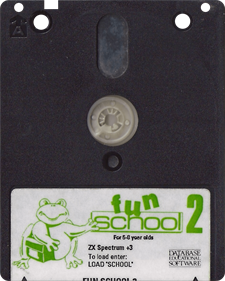 A
fun
school 2
For 5-8 year olds
ZX Spectrum +3
To load enter:
LOAD "SCHOOL"
DATABASE
EDUCATIONAL
SOFTWARE
FUN SCHOOL 2